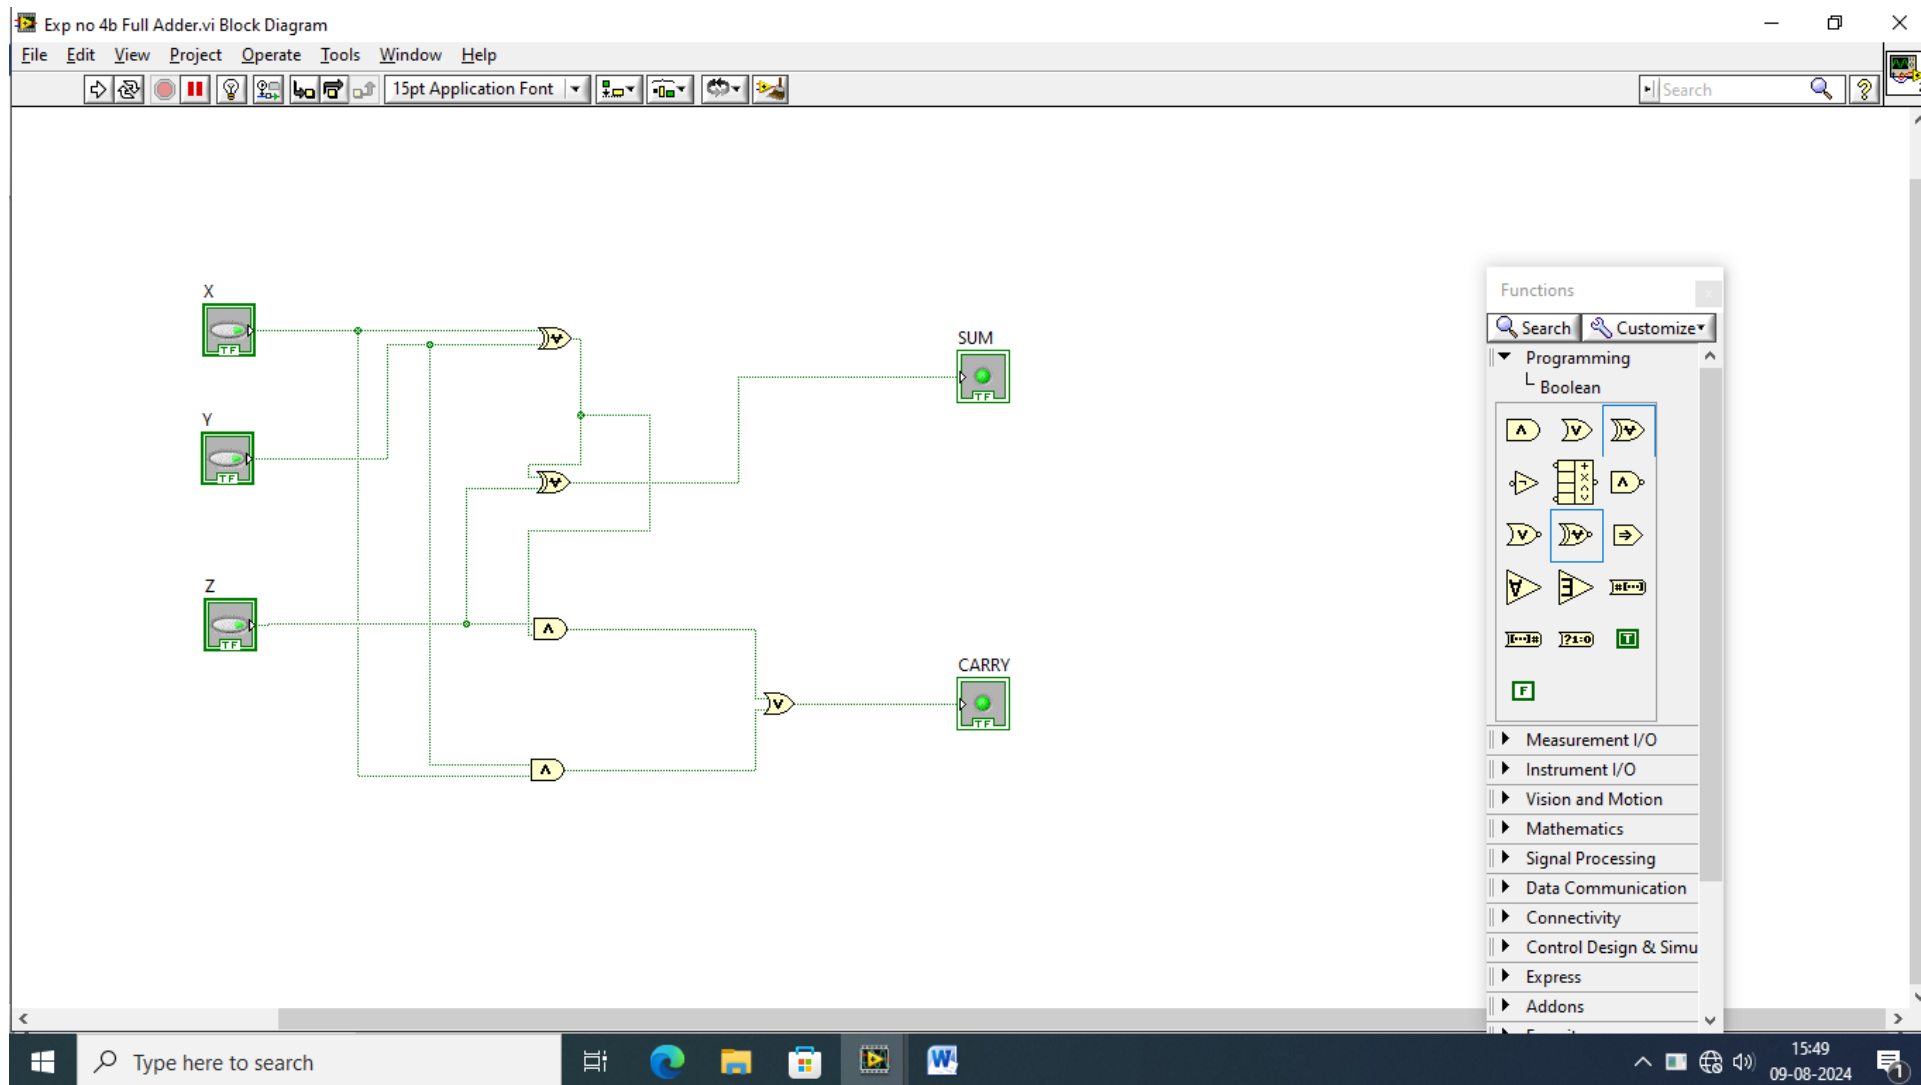 Exp no 4b Full Adder.vi Block Diagram
File Edit View Project Operate Tools Window Help
15pt Application Font
Search
X
TF
Y
TF
Z
TF
SUM
TF
CARRY
TF
Functions
Search Customize
Programming
Boolean
Measurement I/O
Instrument I/O
Vision and Motion
Mathematics
Signal Processing
Data Communication
Connectivity
Control Design & Simu
Express
Addons
Type here to search
15:49
09-08-2024
1